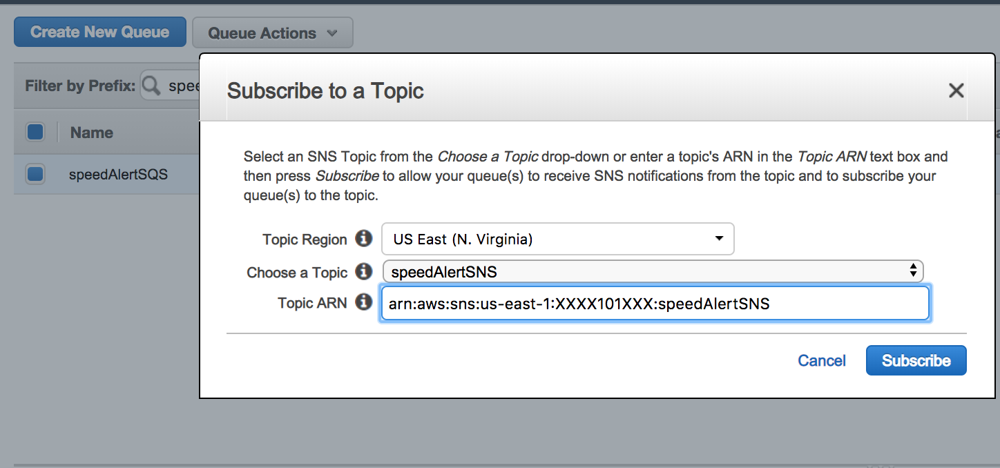 Create New Queue
Queue Actions
Filter by Prefix:
spee
Name
speedAlertSQS
Subscribe to a Topic
Select an SNS Topic from the Choose a Topic drop-down or enter a topic's ARN in the Topic ARN text box and
then press Subscribe to allow your queue(s) to receive SNS notifications from the topic and to subscribe your
queue(s) to the topic.
Topic Region
US East (N. Virginia)
Choose a Topic
speedAlertSNS
Topic ARN
arn:aws:sns:us-east-1:XXXX101XXX:speedAlertSNS
Cancel
Subscribe